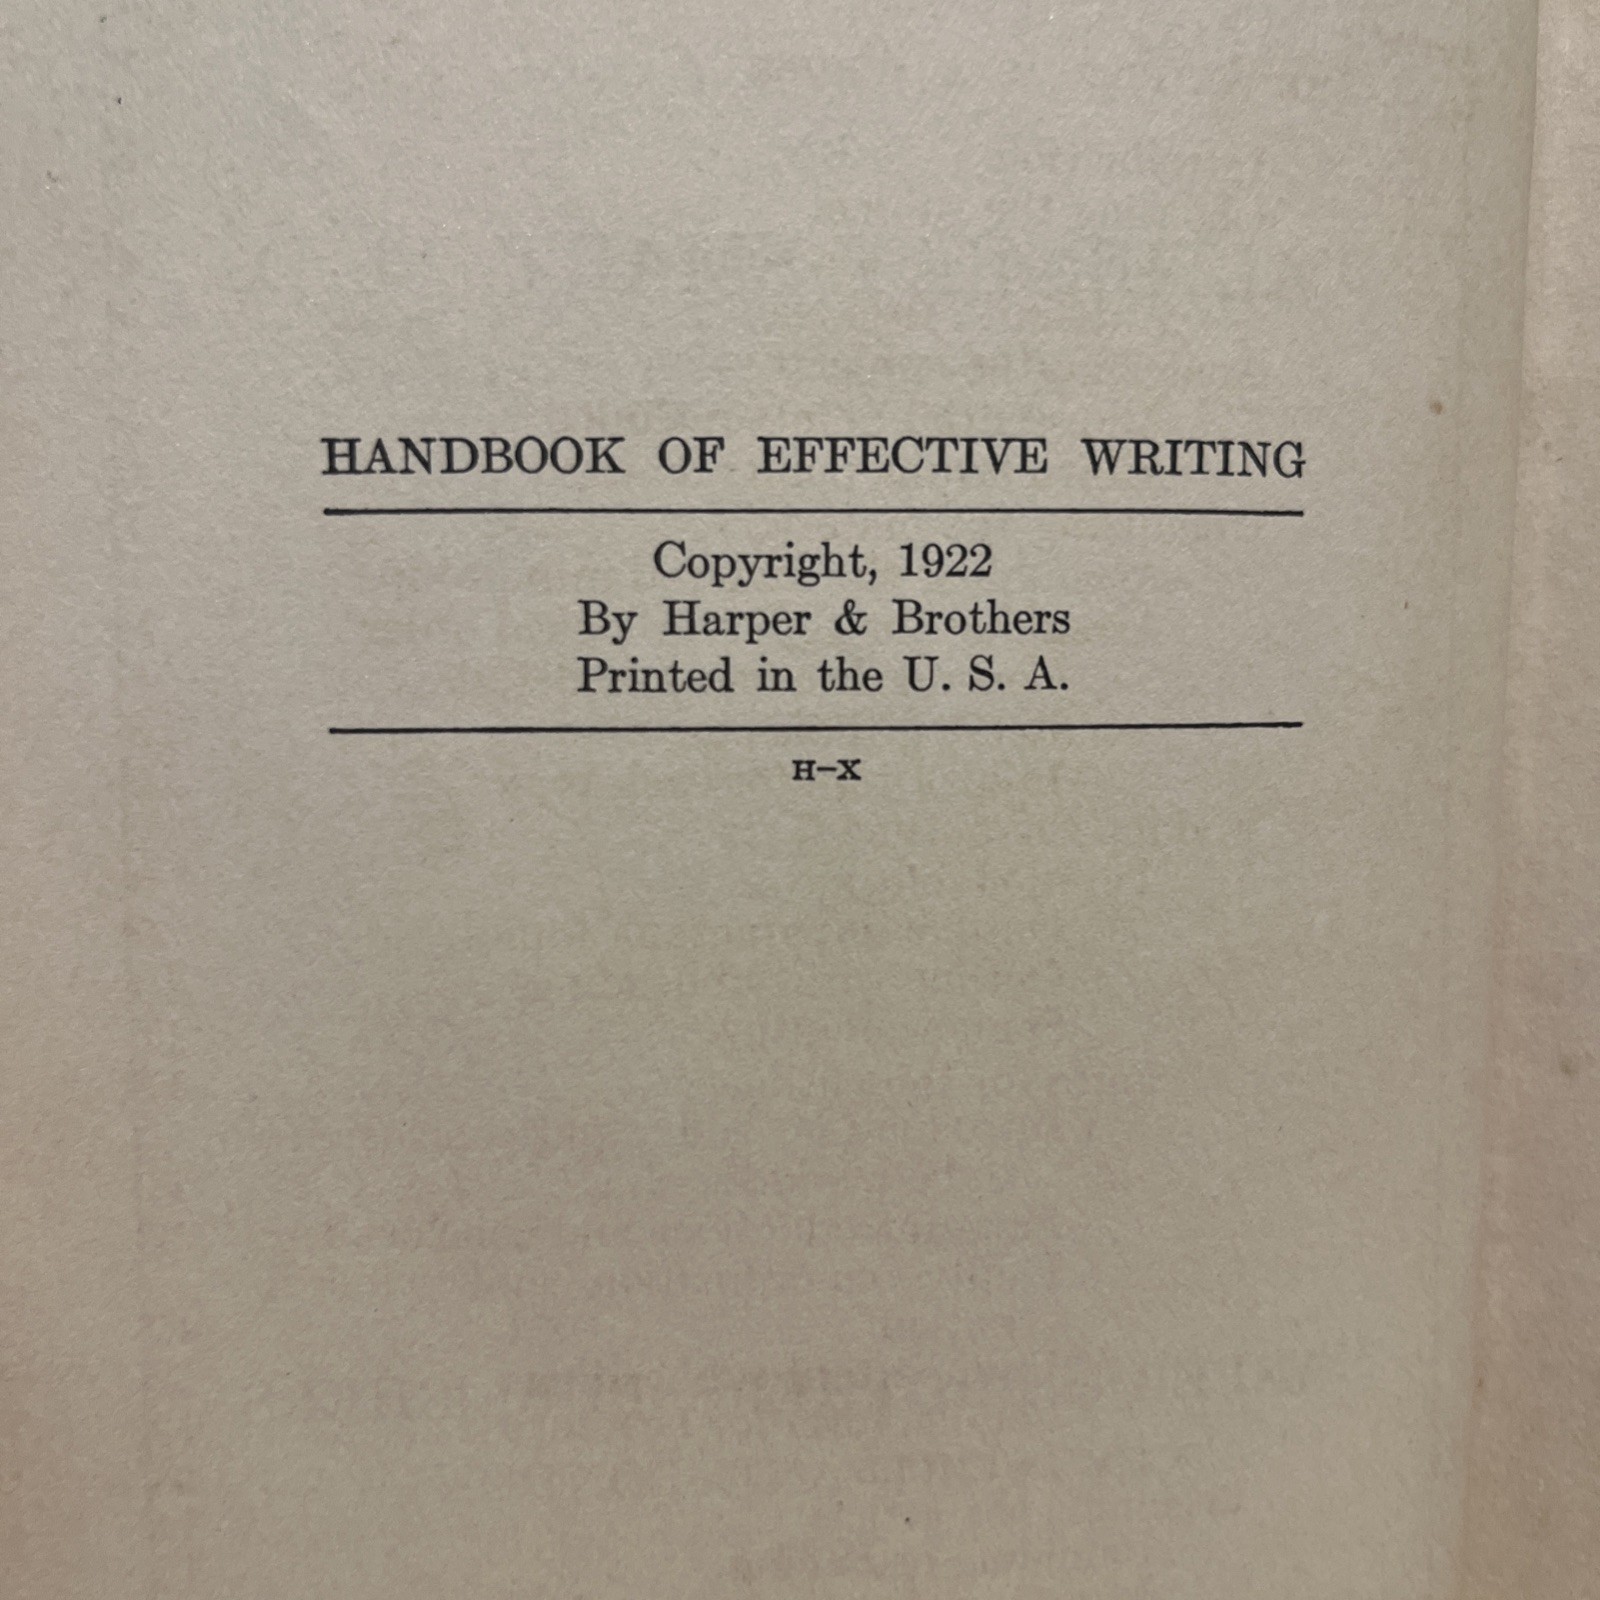 HANDBOOK OF EFFECTIVE WRITING
Copyright, 1922
By Harper & Brothers
Printed in the U. S. A.
H–X